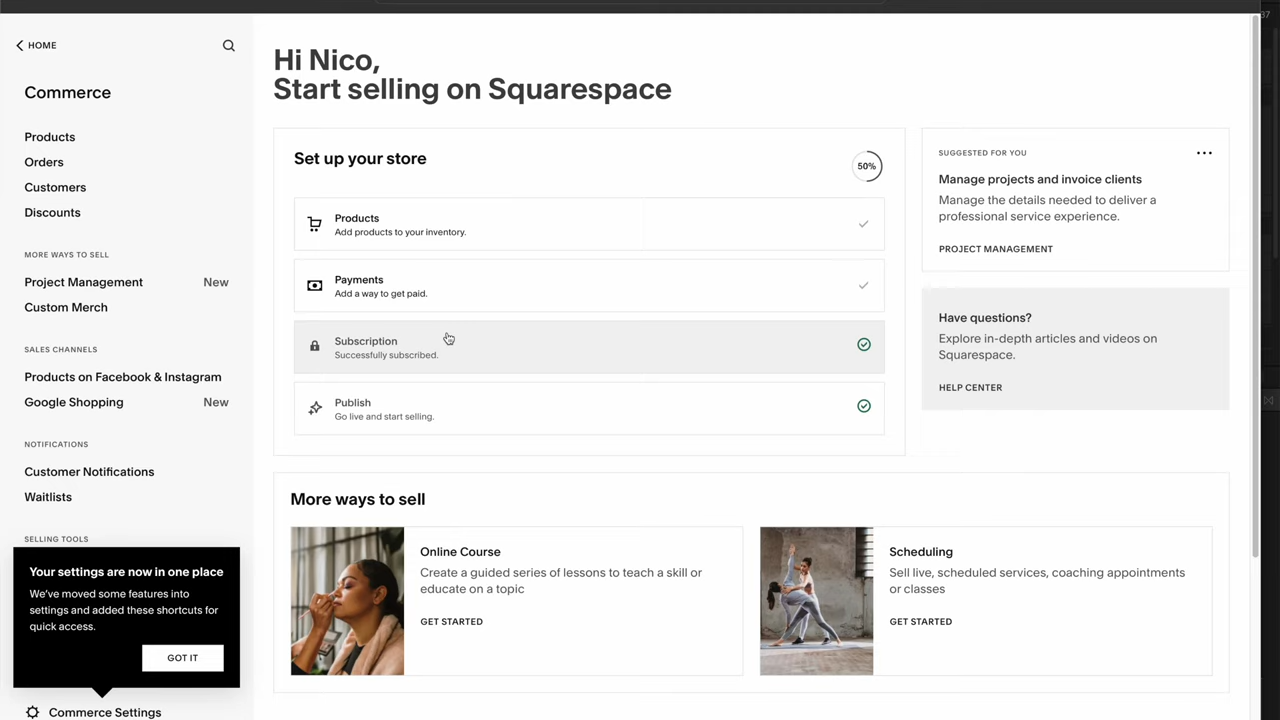 37
HOME
Commerce
Products
Orders
Customers
Discounts
MORE WAYS TO SELL
Project Management New
Custom Merch
SALES CHANNELS
Products on Facebook & Instagram
Google Shopping New
NOTIFICATIONS
Customer Notifications
Waitlists
SELLING TOOLS
Your settings are now in one place
We've moved some features into
settings and added these shortcuts for
quick access.
GOT IT
Commerce Settings
Hi Nico,
Start selling on Squarespace
Set up your store
50%
Products
Add products to your inventory.
Payments
Add a way to get paid.
Subscription
Successfully subscribed.
Publish
Go live and start selling.
SUGGESTED FOR YOU
Manage projects and invoice clients
Manage the details needed to deliver a
professional service experience.
PROJECT MANAGEMENT
Have questions?
Explore in-depth articles and videos on
Squarespace.
HELP CENTER
More ways to sell
Online Course
Create a guided series of lessons to teach a skill or
educate on a topic
GET STARTED
Scheduling
Sell live, scheduled services, coaching appointments
or classes
GET STARTED